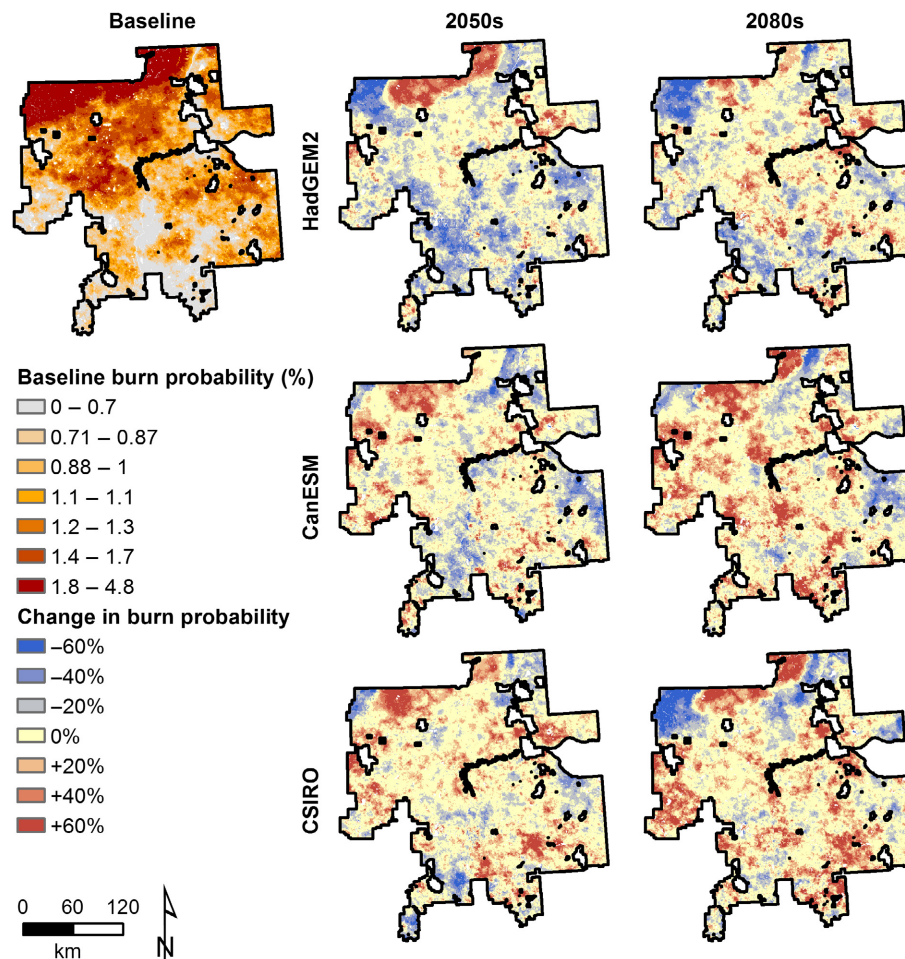 Baseline
2050s
2080s
HadGEM2
CanESM
CSIRO
Baseline burn probability (%)
0 – 0.7
0.71 – 0.87
0.88 – 1
1.1 – 1.1
1.2 – 1.3
1.4 – 1.7
1.8 – 4.8
Change in burn probability
–60%
–40%
–20%
0%
+20%
+40%
+60%
0 60 120
km
N